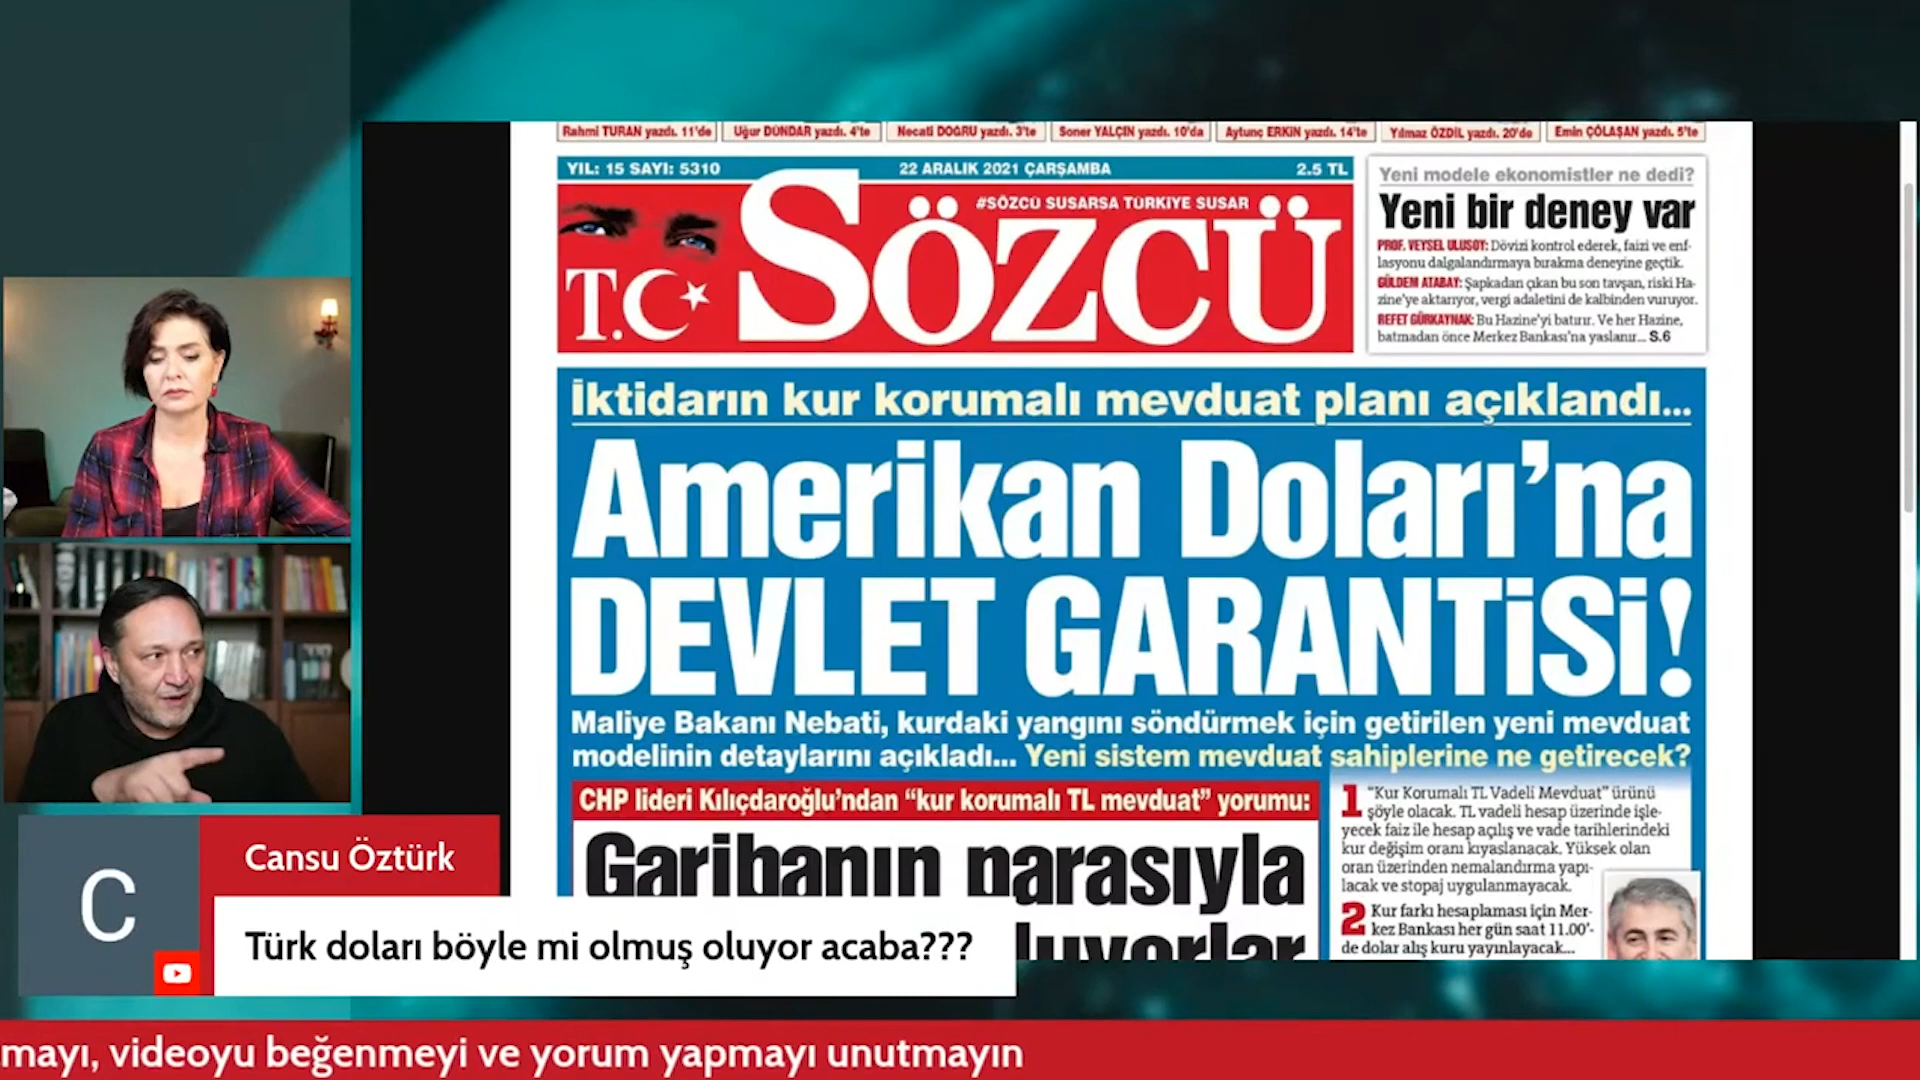 Rahmi TURAN yazdı. 11'de
Uğur DÜNDAR yazdı. 4'te
Necati DOĞRU yazdı. 3'te
Soner YALÇIN yazdı. 10'da
Aytunç ERKİN yazdı. 14'te
Yılmaz ÖZDİL yazdı. 20'de
Emin ÇÖLAŞAN yazdı. 5'te
YIL: 15 SAYI: 5310
22 ARALIK 2021 ÇARŞAMBA
2.5 TL
#SÖZCÜ SUSARSA TÜRKİYE SUSAR
T.C
SÖZCÜ
Yeni modele ekonomistler ne dedi?
Yeni bir deney var
PROF. VEYSEL ULUSOY: Dövizi kontrol ederek, faizi ve enf-
lasyonu dalgalandırmaya bırakma deneyine geçtik.
GÜLDEM ATABAY: Şapkadan çıkan bu son tavşan, riski Ha-
zine'ye aktarıyor, vergi adaletini de kalbinden vuruyor.
REFET GÜRKAYNAK: Bu Hazine'yi batırır. Ve her Hazine,
batmadan önce Merkez Bankası'na yaslanır... S.6
İktidarın kur korumalı mevduat planı açıklandı...
Amerikan Doları'na
DEVLET GARANTİSİ!
Maliye Bakanı Nebati, kurdaki yangını söndürmek için getirilen yeni mevduat
modelinin detaylarını açıkladı... Yeni sistem mevduat sahiplerine ne getirecek?
CHP lideri Kılıçdaroğlu'ndan "kur korumalı TL mevduat" yorumu:
Garibanın parasıyla
1 "Kur Korumalı TL Vadeli Mevduat" ürünü
şöyle olacak. TL vadeli hesap üzerinde işle-
yecek faiz ile hesap açılış ve vade tarihlerindeki
kur değişim oranı kıyaslanacak. Yüksek olan
oran üzerinden nemalandırma yapı-
lacak ve stopaj uygulanmayacak.
2 Kur farkı hesaplaması için Mer-
kez Bankası her gün saat 11.00'-
de dolar alış kuru yayınlayacak...
C
Cansu Öztürk
Türk doları böyle mi olmuş oluyor acaba???
mayı, videoyu beğenmeyi ve yorum yapmayı unutmayın